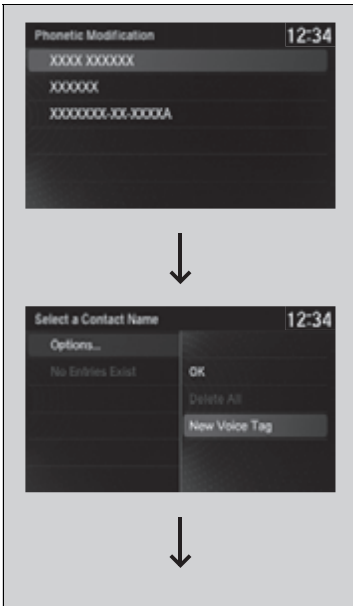 Phonetic Modification 12:34
XXXX XXXXXX
XXXXXX
XXXXXXX-XX-XXXXA
Select a Contact Name 12:34
Options...
No Entries Exist
OK
Delete All
New Voice Tag